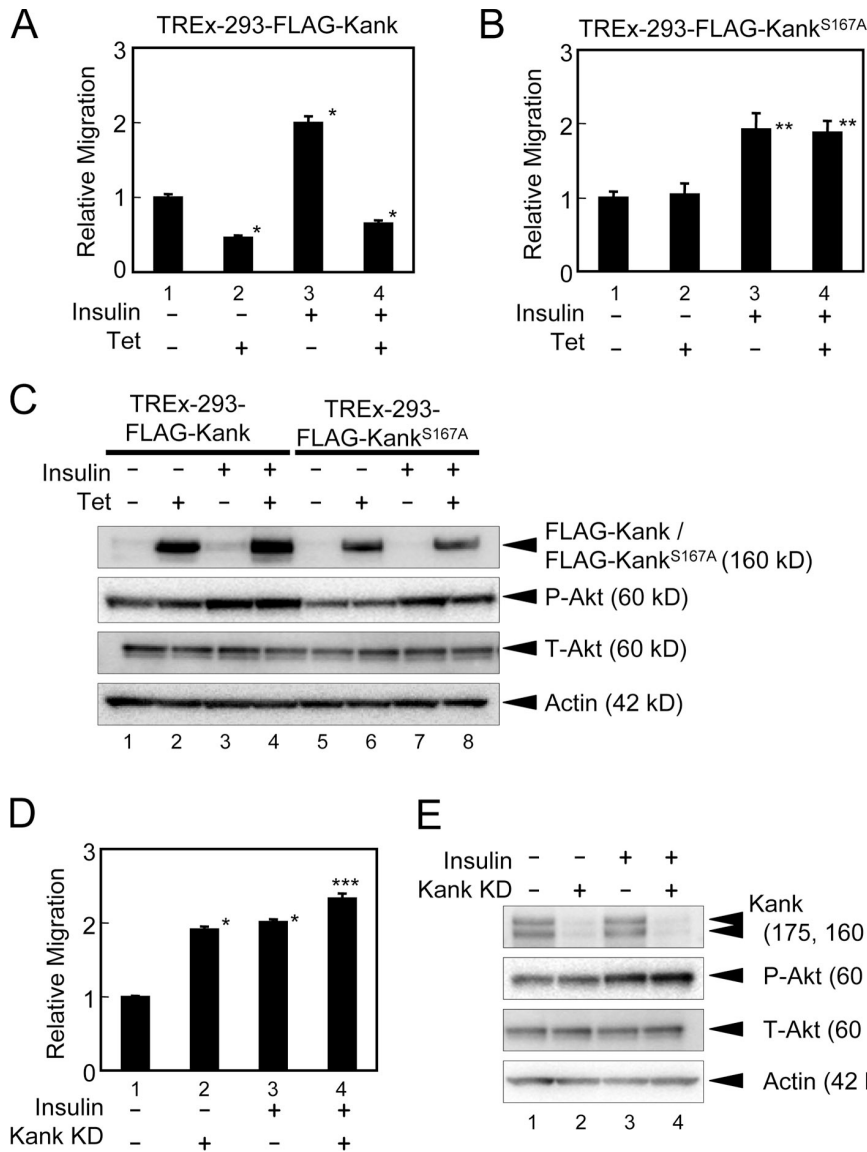 A
TREx-293-FLAG-Kank
Relative Migration
3
2
1
0
*
*
*
1 2 3 4
Insulin − − + +
Tet − + − +
B
TREx-293-FLAG-Kank^S167A
Relative Migration
3
2
1
0
**
**
1 2 3 4
Insulin − − + +
Tet − + − +
C
TREx-293-
FLAG-Kank
TREx-293-
FLAG-Kank^S167A
Insulin − − + + − − + +
Tet − + − + − + − +
FLAG-Kank /
FLAG-Kank^S167A (160 kD)
P-Akt (60 kD)
T-Akt (60 kD)
Actin (42 kD)
1 2 3 4 5 6 7 8
D
Relative Migration
3
2
1
0
*
*
***
1 2 3 4
Insulin − − + +
Kank KD − + − +
E
Insulin − − + +
Kank KD − + − +
Kank
(175, 160
P-Akt (60
T-Akt (60
Actin (42
1 2 3 4